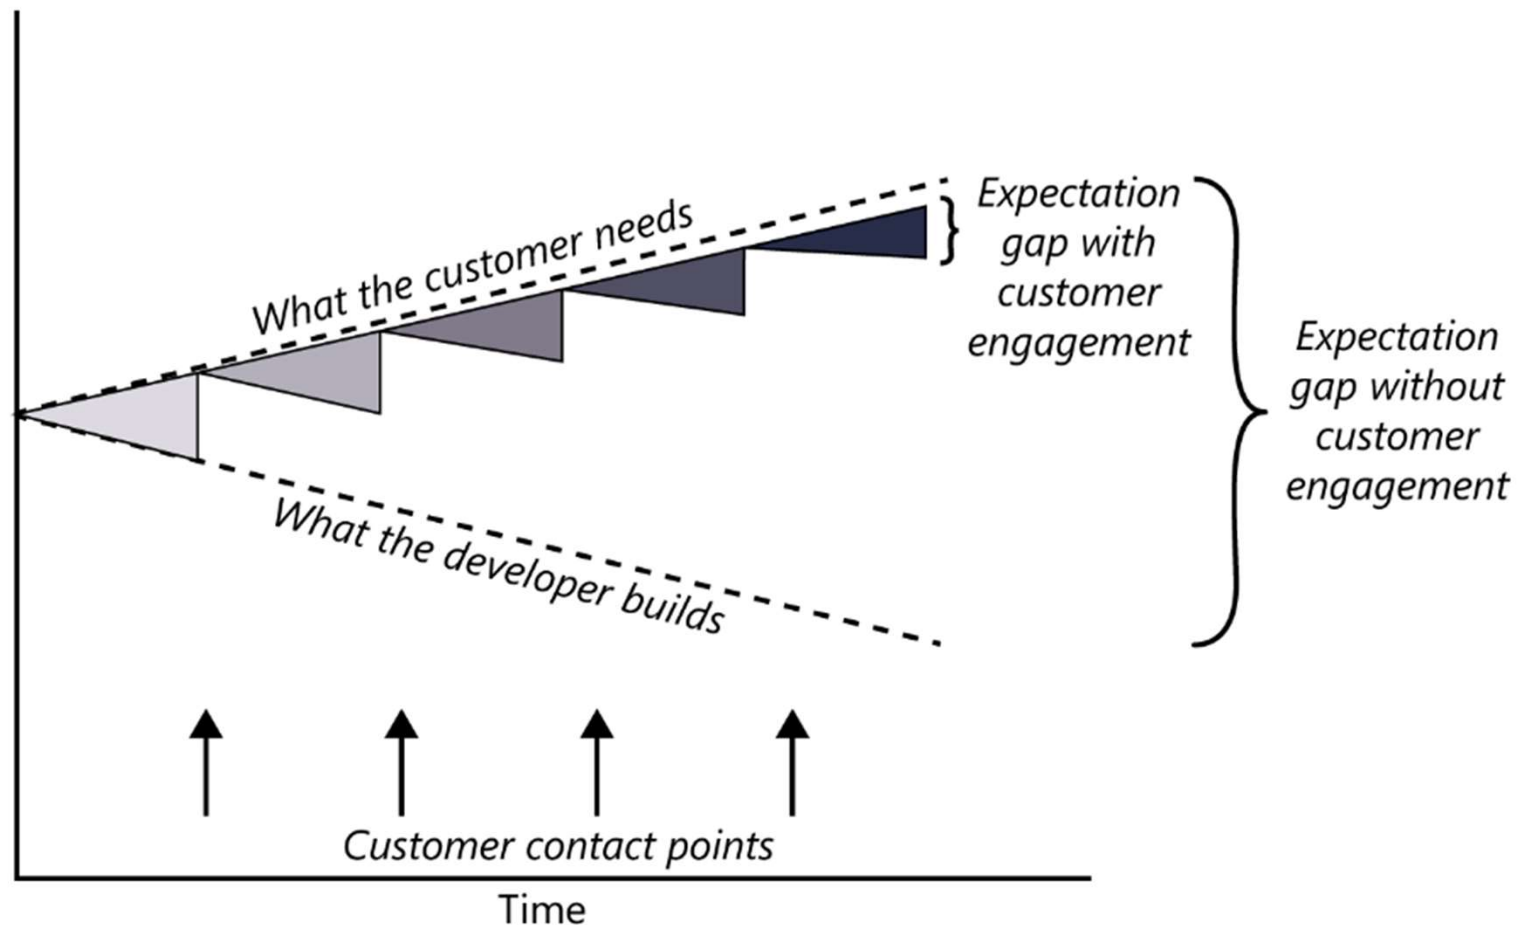 What the customer needs
Expectation
gap with
customer
engagement
Expectation
gap without
customer
engagement
What the developer builds
Customer contact points
Time